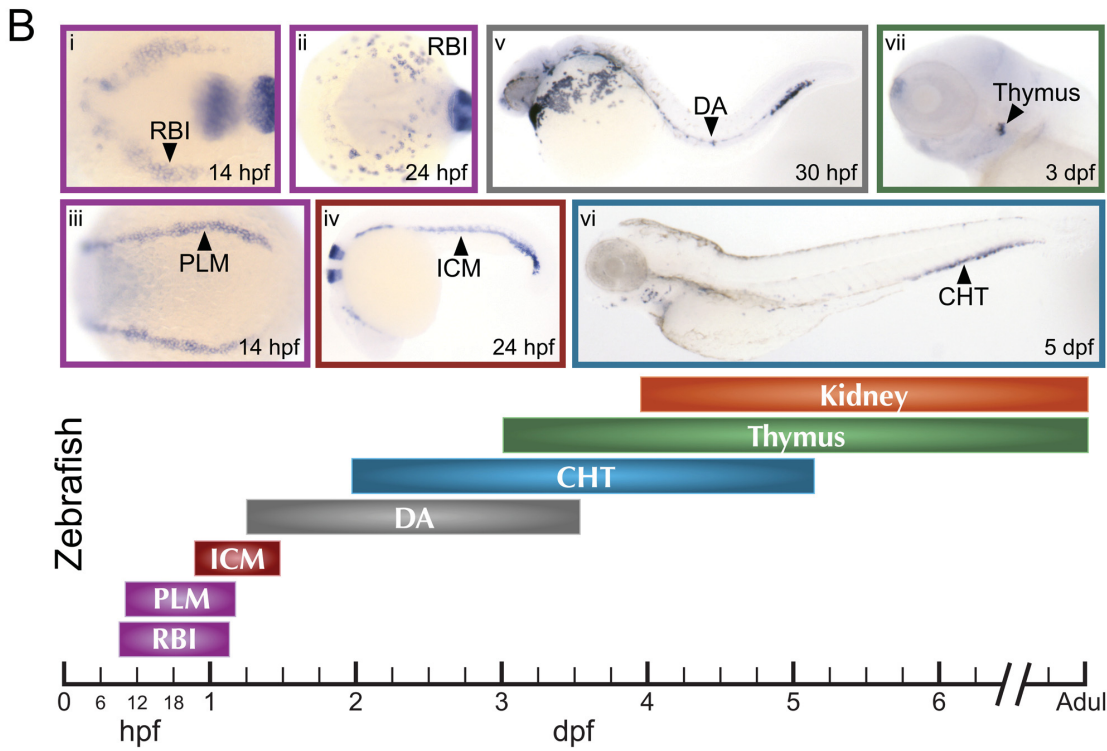 B
i
RBI
14 hpf
ii
RBI
24 hpf
v
DA
30 hpf
vii
Thymus
3 dpf
iii
PLM
14 hpf
iv
ICM
24 hpf
vi
CHT
5 dpf
Zebrafish
Kidney
Thymus
CHT
DA
ICM
PLM
RBI
0 6 12 18 1 2 3 4 5 6 Adul
hpf dpf